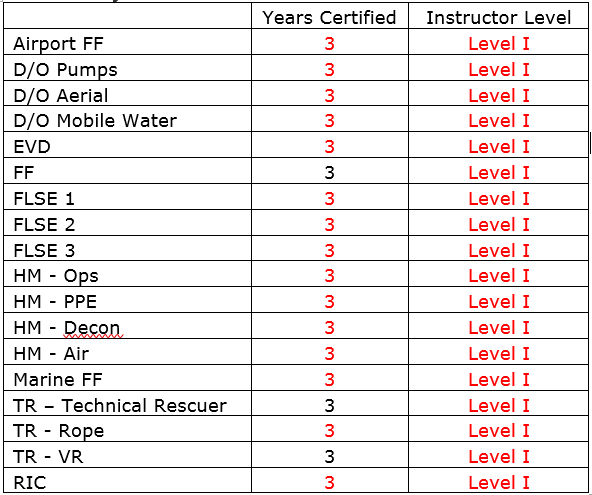 Years Certified Instructor Level
Airport FF 3 Level I
D/O Pumps 3 Level I
D/O Aerial 3 Level I
D/O Mobile Water 3 Level I
EVD 3 Level I
FF 3 Level I
FLSE 1 3 Level I
FLSE 2 3 Level I
FLSE 3 3 Level I
HM - Ops 3 Level I
HM - PPE 3 Level I
HM - Decon 3 Level I
HM - Air 3 Level I
Marine FF 3 Level I
TR – Technical Rescuer 3 Level I
TR - Rope 3 Level I
TR - VR 3 Level I
RIC 3 Level I